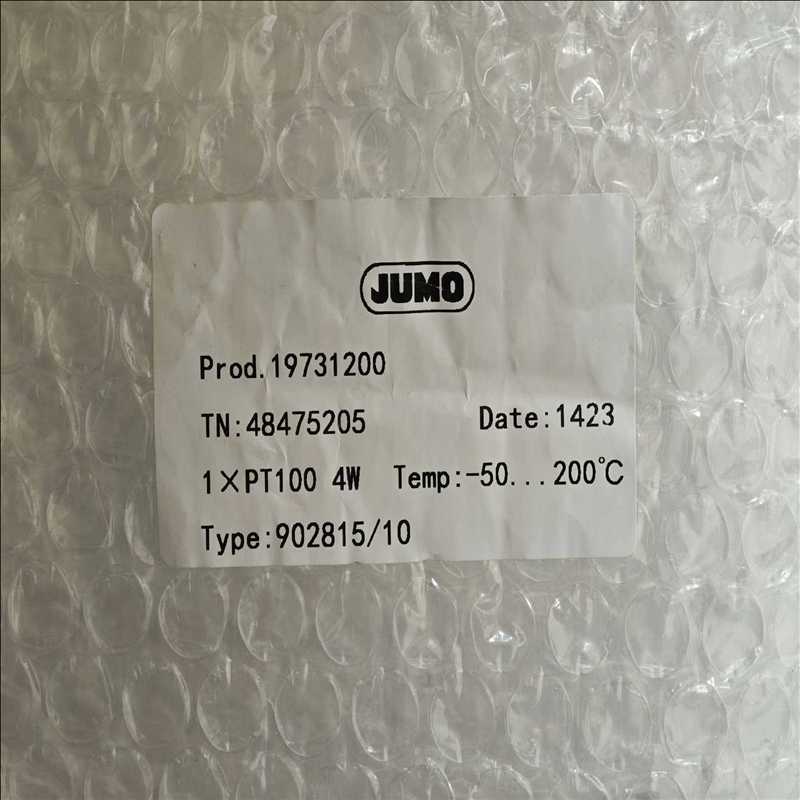 JUMO
Prod.19731200
TN:48475205 Date:1423
1×PT100 4W Temp:-50...200℃
Type:902815/10